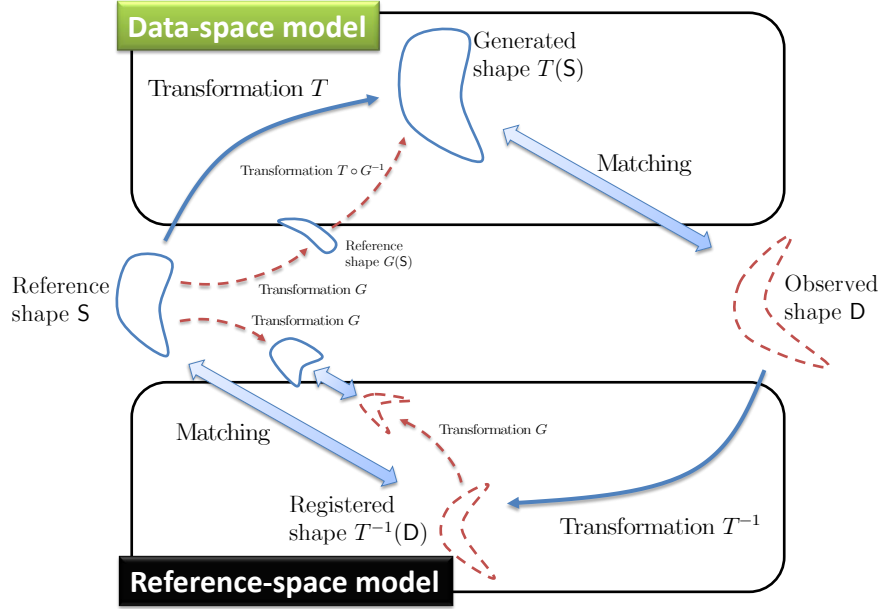 Data-space model
Generated
shape T(S)
Transformation T
Transformation T ∘ G⁻¹
Matching
Reference
shape G(S)
Reference
shape S
Transformation G
Observed
shape D
Transformation G
Matching
Transformation G
Registered
shape T⁻¹(D)
Transformation T⁻¹
Reference-space model